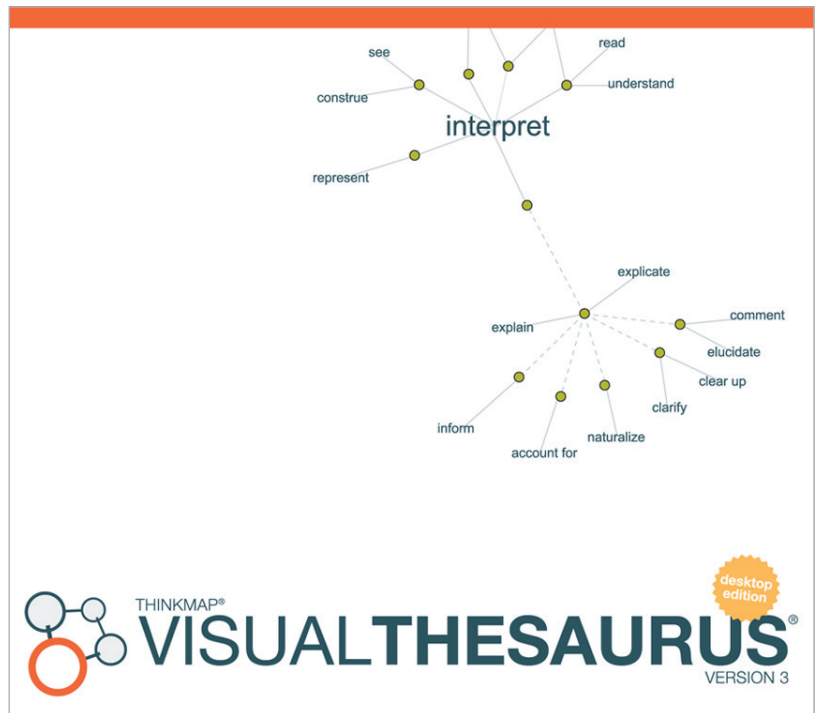 see
read
construe
understand
interpret
represent
explicate
comment
explain
elucidate
clear up
clarify
inform
naturalize
account for
desktop
edition
THINKMAP®
VISUALTHESAURUS®
VERSION 3